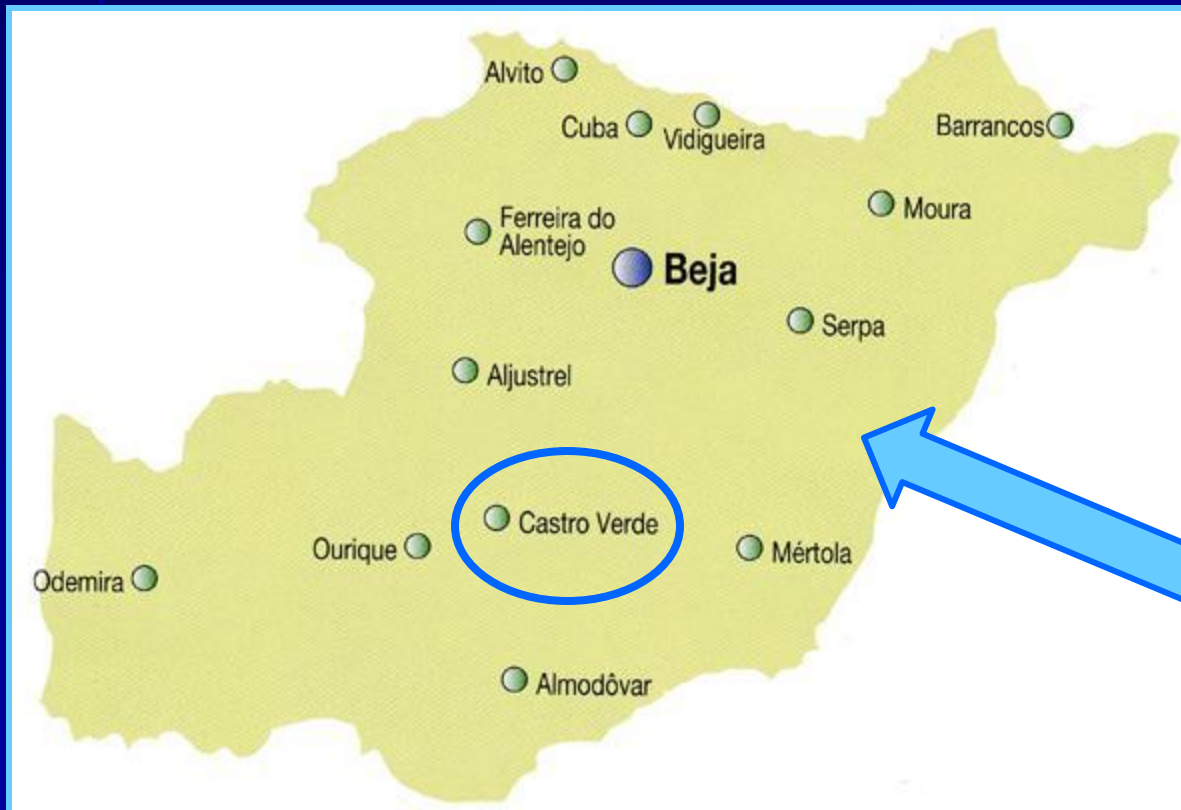 Alvito
Cuba
Vidigueira
Barrancos
Moura
Ferreira do
Alentejo
Beja
Serpa
Aljustrel
Castro Verde
Ourique
Mértola
Odemira
Almodôvar